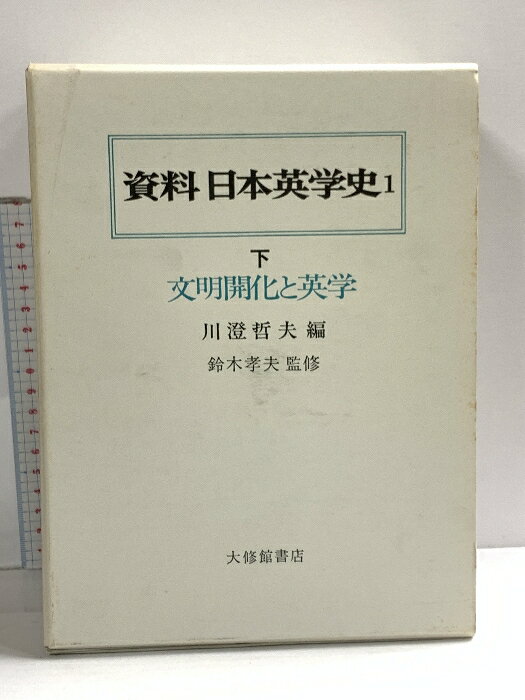 資料 日本英学史1
下
文明開化と英学
川澄哲夫 編
鈴木孝夫 監修
大修館書店